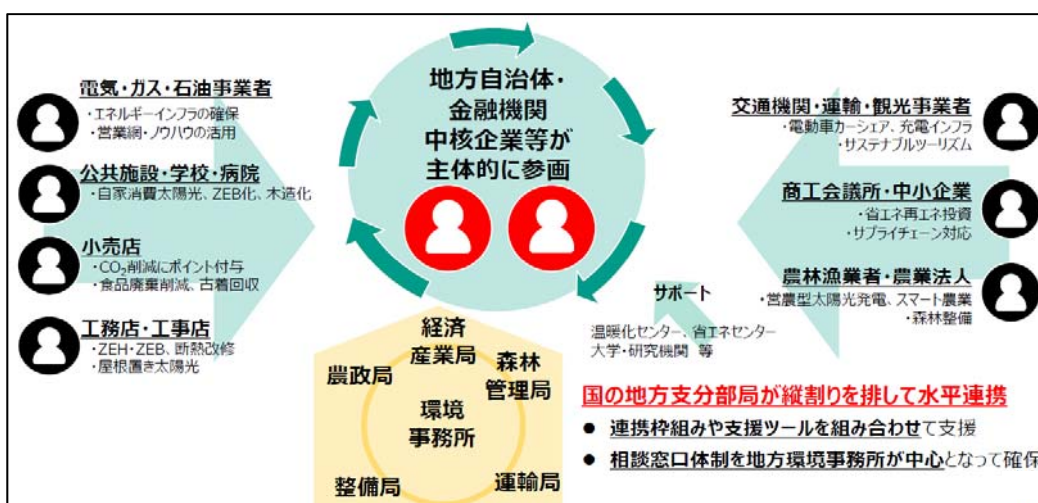 電気・ガス・石油事業者
・エネルギーインフラの確保
・営業網・ノウハウの活用
公共施設・学校・病院
・自家消費太陽光、ZEB化、木造化
小売店
・CO₂削減にポイント付与
・食品廃棄削減、古着回収
工務店・工事店
・ZEH・ZEB、断熱改修
・屋根置き太陽光
地方自治体・
金融機関
中核企業等が
主体的に参画
交通機関・運輸・観光事業者
・電動車カーシェア、充電インフラ
・サステナブルツーリズム
商工会議所・中小企業
・省エネ再エネ投資
・サプライチェーン対応
農林漁業者・農業法人
・営農型太陽光発電、スマート農業
・森林整備
サポート
温暖化センター、省エネセンター
大学・研究機関 等
経済
産業局
農政局
森林
管理局
環境
事務所
整備局
運輸局
国の地方支分部局が縦割りを排して水平連携
● 連携枠組みや支援ツールを組み合わせて支援
● 相談窓口体制を地方環境事務所が中心となって確保